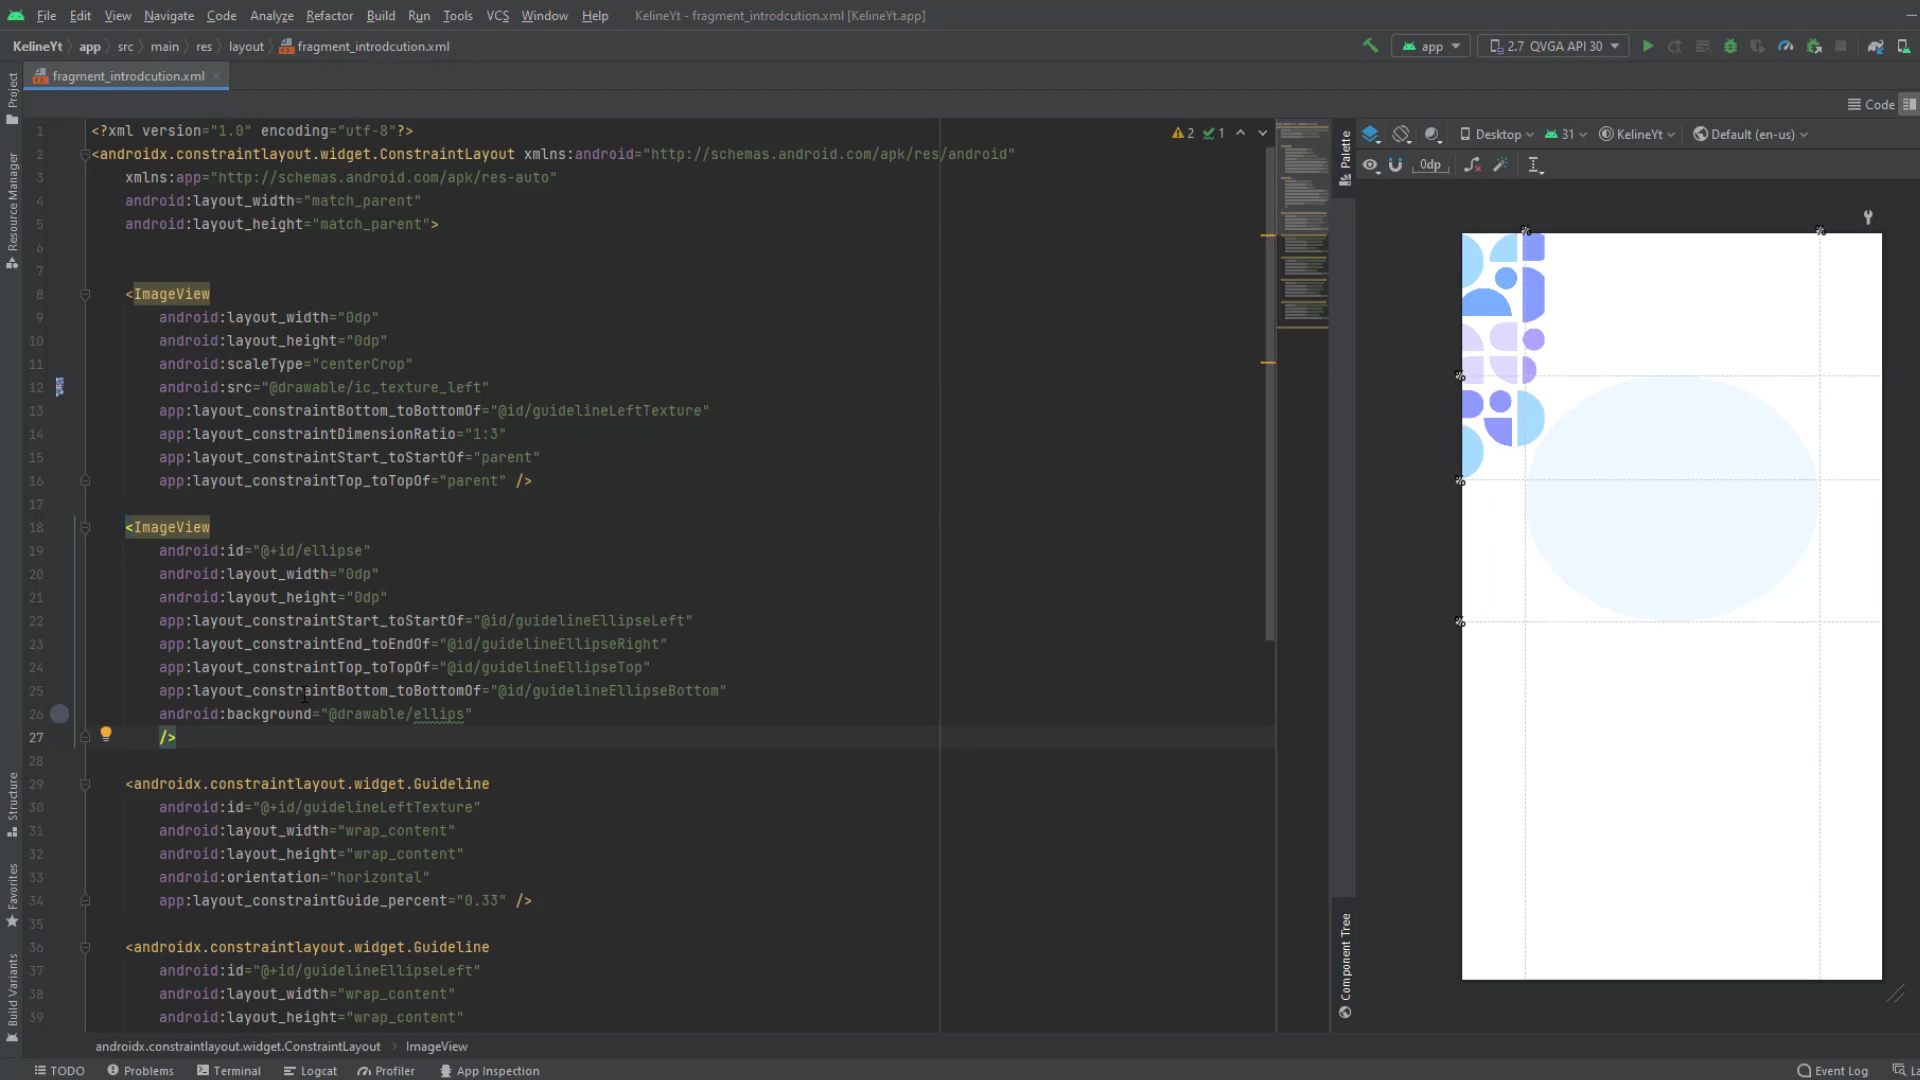 File Edit View Navigate Code Analyze Refactor Build Run Tools VCS Window Help KelineYt - fragment_introdcution.xml [KelineYt.app]
KelineYt app src main res layout fragment_introdcution.xml app 2.7 QVGA API 30
fragment_introdcution.xml
Code
1 <?xml version="1.0" encoding="utf-8"?>
2 <androidx.constraintlayout.widget.ConstraintLayout xmlns:android="http://schemas.android.com/apk/res/android"
3 xmlns:app="http://schemas.android.com/apk/res-auto"
4 android:layout_width="match_parent"
5 android:layout_height="match_parent">
6
7
8 <ImageView
9 android:layout_width="0dp"
10 android:layout_height="0dp"
11 android:scaleType="centerCrop"
12 android:src="@drawable/ic_texture_left"
13 app:layout_constraintBottom_toBottomOf="@id/guidelineLeftTexture"
14 app:layout_constraintDimensionRatio="1:3"
15 app:layout_constraintStart_toStartOf="parent"
16 app:layout_constraintTop_toTopOf="parent" />
17
18 <ImageView
19 android:id="@+id/ellipse"
20 android:layout_width="0dp"
21 android:layout_height="0dp"
22 app:layout_constraintStart_toStartOf="@id/guidelineEllipseLeft"
23 app:layout_constraintEnd_toEndOf="@id/guidelineEllipseRight"
24 app:layout_constraintTop_toTopOf="@id/guidelineEllipseTop"
25 app:layout_constraintBottom_toBottomOf="@id/guidelineEllipseBottom"
26 android:background="@drawable/ellips"
27 />
28
29 <androidx.constraintlayout.widget.Guideline
30 android:id="@+id/guidelineLeftTexture"
31 android:layout_width="wrap_content"
32 android:layout_height="wrap_content"
33 android:orientation="horizontal"
34 app:layout_constraintGuide_percent="0.33" />
35
36 <androidx.constraintlayout.widget.Guideline
37 android:id="@+id/guidelineEllipseLeft"
38 android:layout_width="wrap_content"
39 android:layout_height="wrap_content"
2 1
Desktop 31 KelineYt Default (en-us)
0dp
%
%
%
%
%
Project
Resource Manager
Structure
Favorites
Build Variants
Palette
Component Tree
androidx.constraintlayout.widget.ConstraintLayout ImageView
TODO Problems Terminal Logcat Profiler App Inspection Event Log La